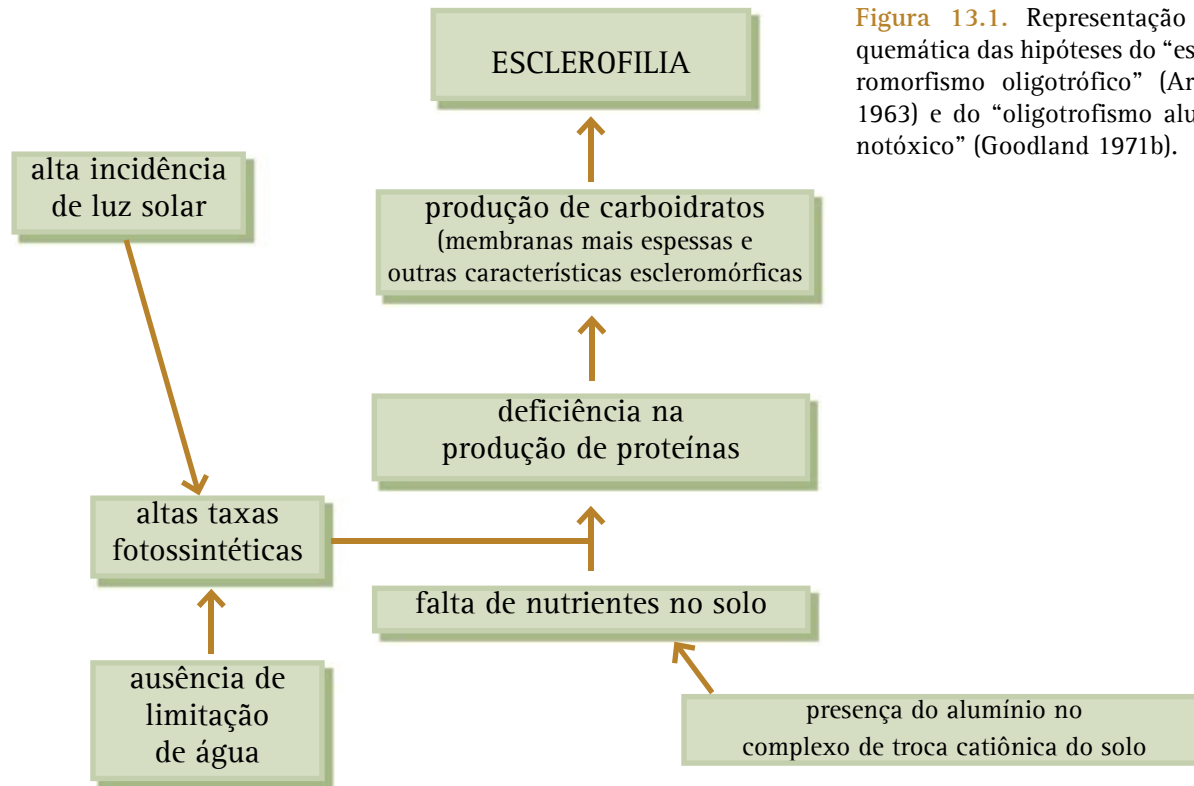 Figura 13.1. Representação
quemática das hipóteses do “es
romorfismo oligotrófico” (Ar
1963) e do “oligotrofismo alu
notóxico” (Goodland 1971b).
ESCLEROFILIA
alta incidência
de luz solar
produção de carboidratos
(membranas mais espessas e
outras características escleromórficas
deficiência na
produção de proteínas
altas taxas
fotossintéticas
falta de nutrientes no solo
ausência de
limitação
de água
presença do alumínio no
complexo de troca catiônica do solo